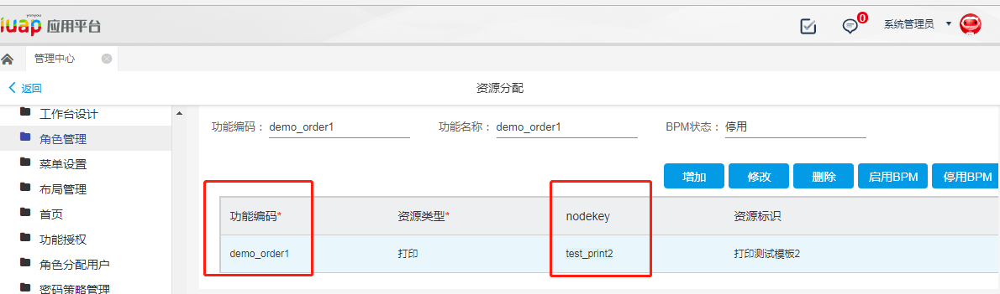 yonyou
iuap 应用平台
0
系统管理员
管理中心
返回
资源分配
工作台设计
角色管理
菜单设置
布局管理
首页
功能授权
角色分配用户
密码策略管理
功能编码： demo_order1
功能名称： demo_order1
BPM状态： 停用
增加 修改 删除 启用BPM 停用BPM
功能编码* 资源类型* nodekey 资源标识
demo_order1 打印 test_print2 打印测试模板2